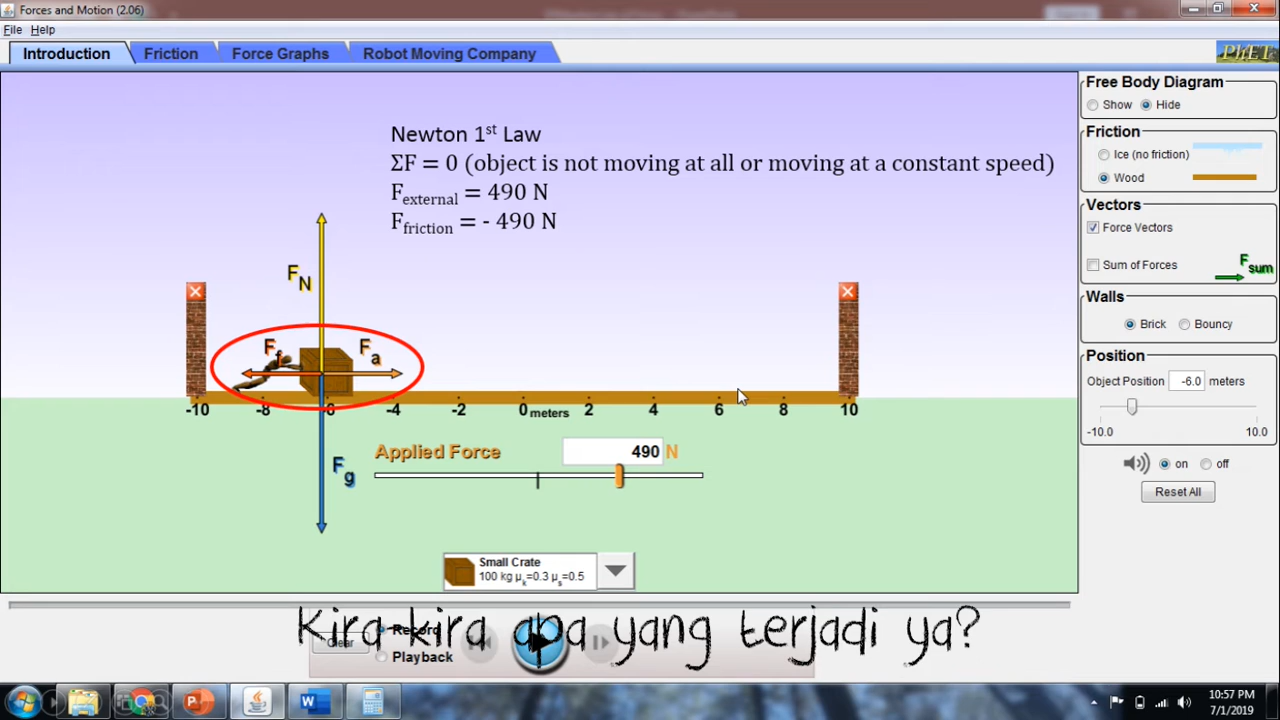 Forces and Motion (2.06)
File Help
Introduction Friction Force Graphs Robot Moving Company
PhET
Newton 1st Law
ΣF = 0 (object is not moving at all or moving at a constant speed)
Fexternal = 490 N
Ffriction = - 490 N
FN
Ff
Fa
Fg
-10 -8 -6 -4 -2 0 meters 2 4 6 8 10
Applied Force 490 N
Small Crate
100 kg μk=0.3 μs=0.5
Free Body Diagram
Show Hide
Friction
Ice (no friction)
Wood
Vectors
Force Vectors
Sum of Forces
Fsum
Walls
Brick Bouncy
Position
Object Position -6.0 meters
-10.0 10.0
on off
Reset All
Clear
Record
Playback
Kira-kira apa yang terjadi ya?
10:57 PM
7/1/2019